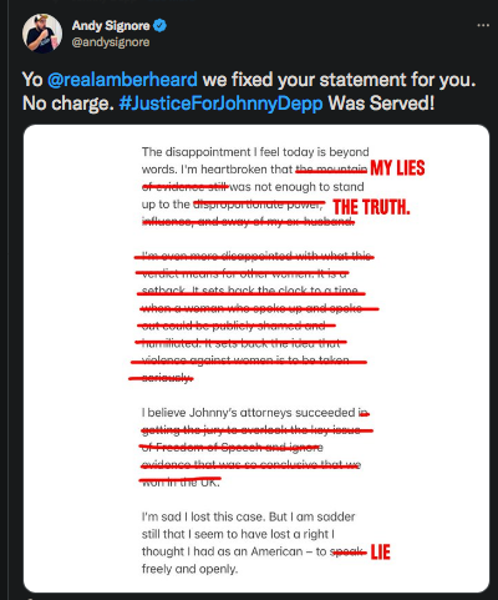 Andy Signore
@andysignore
Yo @realamberheard we fixed your statement for you.
No charge. #JusticeForJohnnyDepp Was Served!
The disappointment I feel today is beyond
words. I'm heartbroken that the mountain MY LIES
of evidence still was not enough to stand
up to the disproportionate power, THE TRUTH.
influence, and sway of my ex-husband.
I'm even more disappointed with what this
verdict means for other women. It is a
setback. It sets back the clock to a time
when a woman who spoke up and spoke
out could be publicly shamed and
humiliated. It sets back the idea that
violence against women is to be taken
seriously.
I believe Johnny's attorneys succeeded in
getting the jury to overlook the key issue
of Freedom of Speech and ignore
evidence that was so conclusive that we
won in the UK.
I'm sad I lost this case. But I am sadder
still that I seem to have lost a right I
thought I had as an American – to speak LIE
freely and openly.